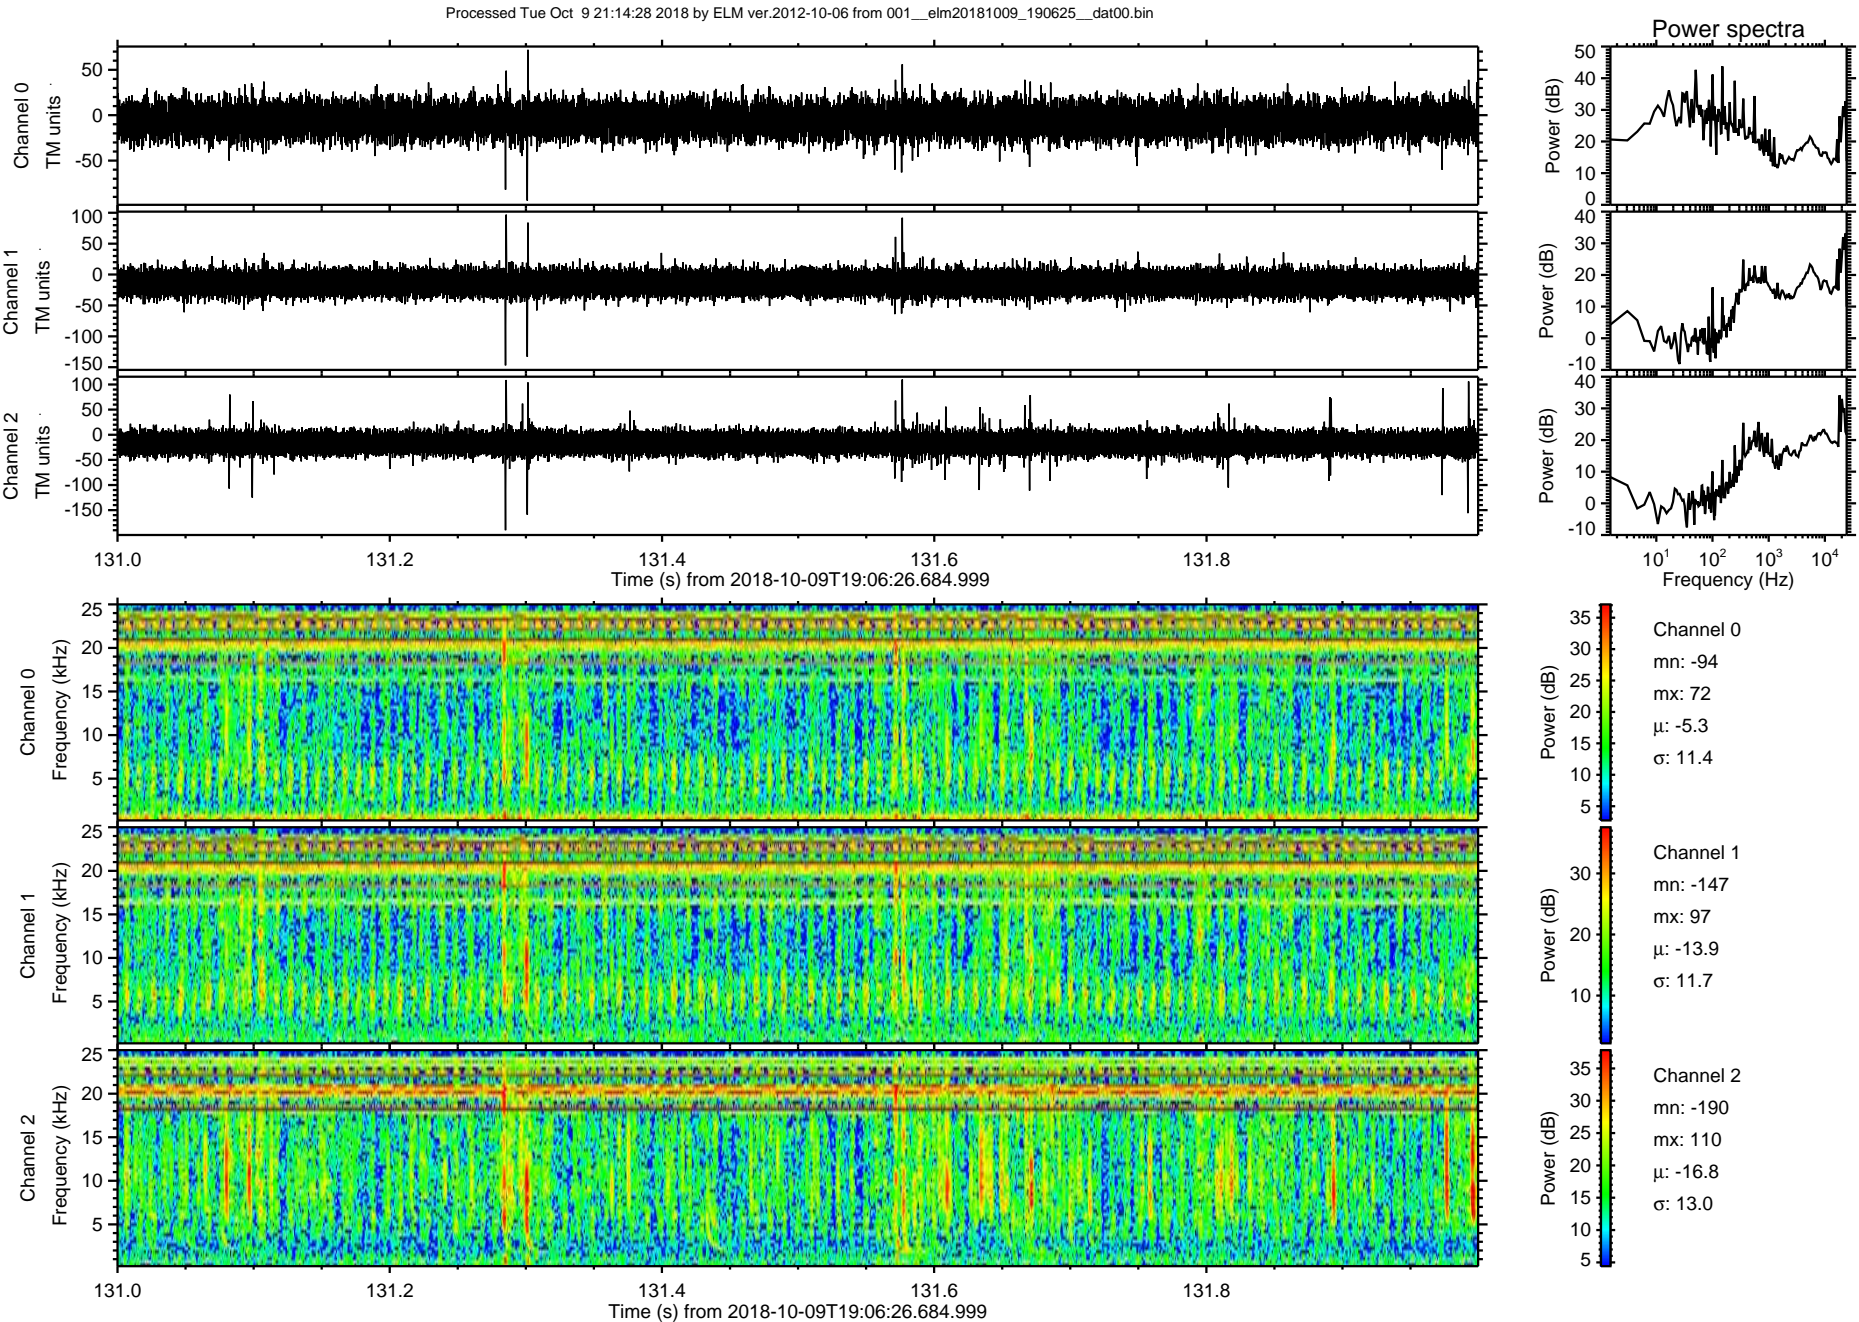 Processed Tue Oct  9 21:14:28 2018 by ELM ver.2012-10-06 from 001__elm20181009_190625__dat00.bin
Power spectra
Channel 0
TM units
50
0
-50
Power (dB)
50
40
30
20
10
0
Channel 1
TM units
100
50
0
-50
-100
-150
Power (dB)
40
30
20
10
0
-10
Channel 2
TM units
100
50
0
-50
-100
-150
Power (dB)
40
30
20
10
0
-10
131.0 131.2 131.4 131.6 131.8
Time (s) from 2018-10-09T19:06:26.684.999
10¹ 10² 10³ 10⁴
Frequency (Hz)
Channel 0
Frequency (kHz)
25
20
15
10
5
Power (dB)
35
30
25
20
15
10
5
Channel 0
mn: -94
mx: 72
μ: -5.3
σ: 11.4
Channel 1
Frequency (kHz)
25
20
15
10
5
Power (dB)
30
20
10
Channel 1
mn: -147
mx: 97
μ: -13.9
σ: 11.7
Channel 2
Frequency (kHz)
25
20
15
10
5
Power (dB)
35
30
25
20
15
10
5
Channel 2
mn: -190
mx: 110
μ: -16.8
σ: 13.0
131.0 131.2 131.4 131.6 131.8
Time (s) from 2018-10-09T19:06:26.684.999